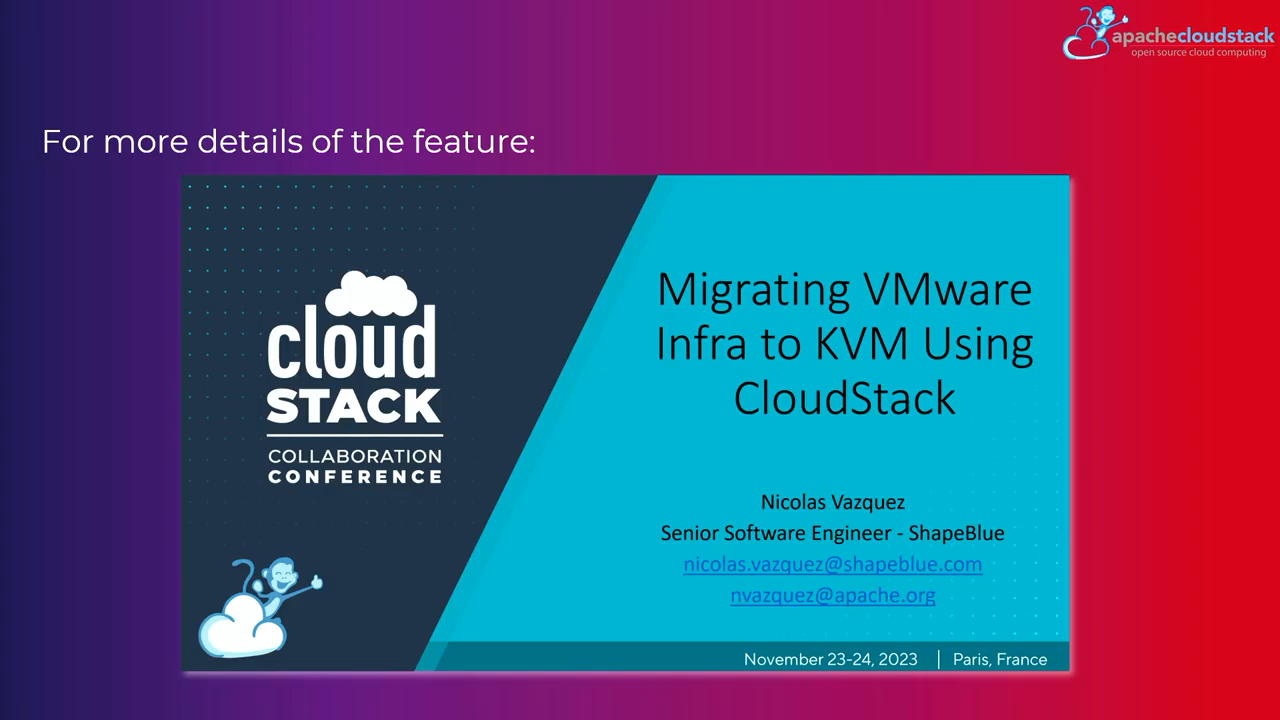 apachecloudstack
open source cloud computing
For more details of the feature:
cloud
STACK
COLLABORATION
CONFERENCE
Migrating VMware
Infra to KVM Using
CloudStack
Nicolas Vazquez
Senior Software Engineer - ShapeBlue
nicolas.vazquez@shapeblue.com
nvazquez@apache.org
November 23-24, 2023 | Paris, France